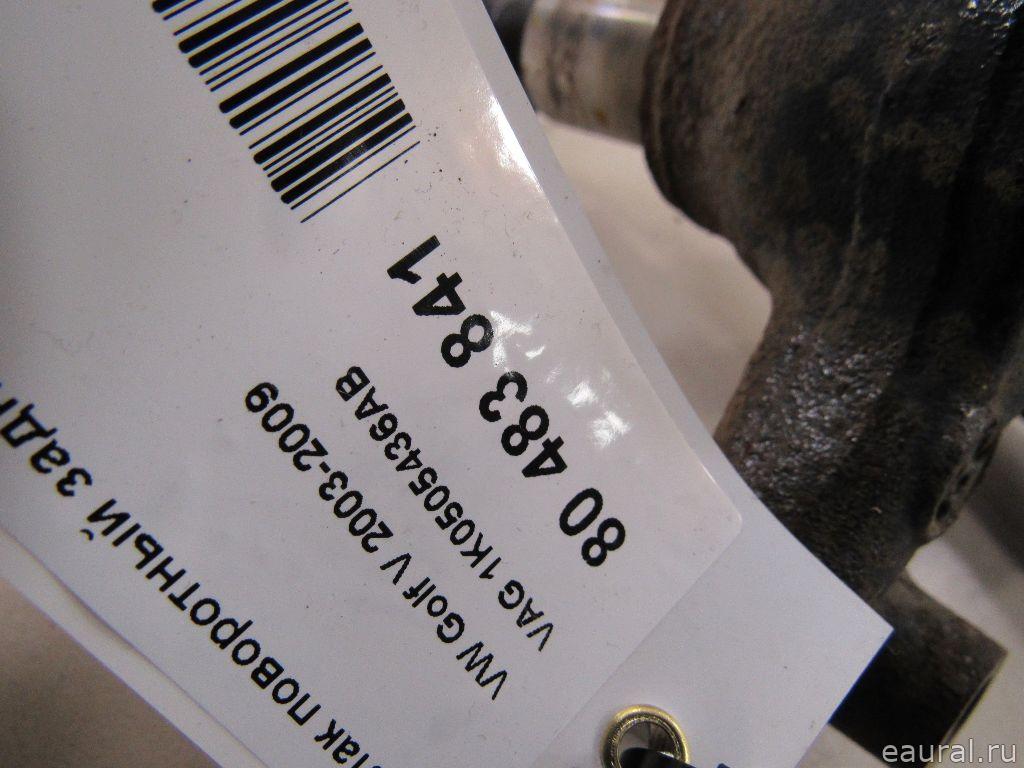 80 483 841
VAG 1K0505436AB
VW Golf V 2003-2009
поворотный
eaural.ru